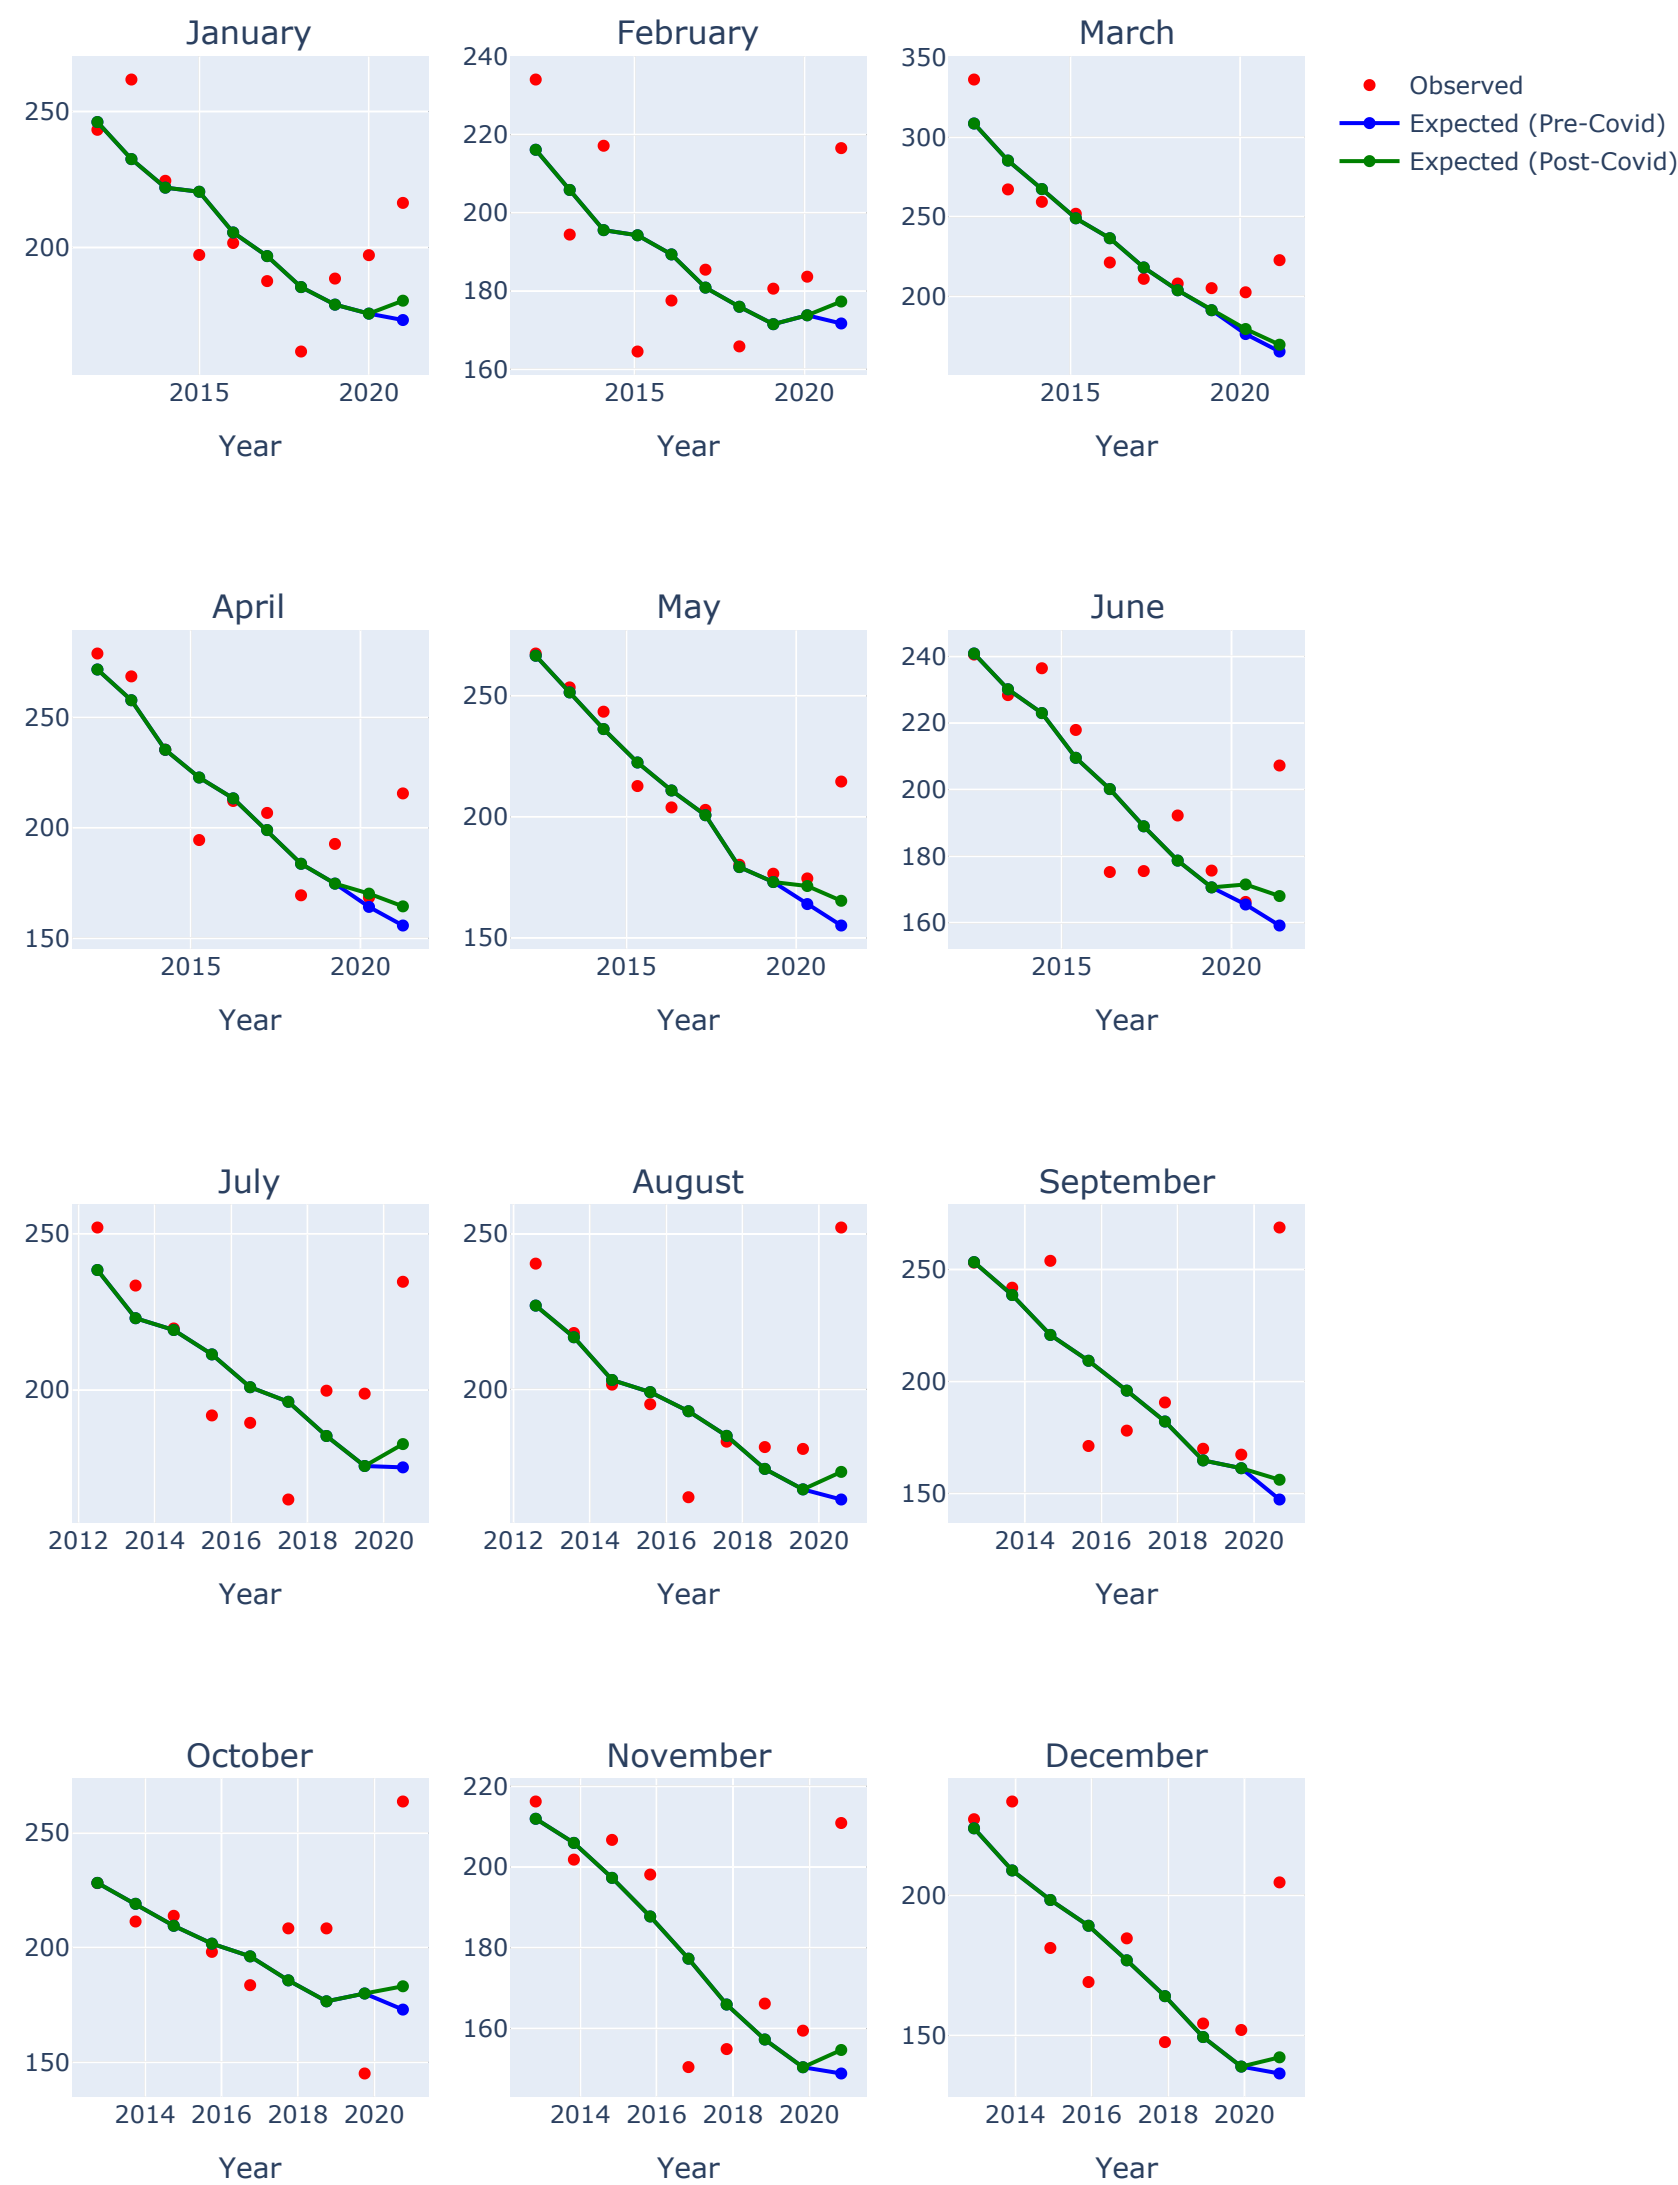 January
February
March
250
200
2015
2020
Year
240
220
200
180
160
2015
2020
Year
350
300
250
200
2015
2020
Year
Observed
Expected (Pre-Covid)
Expected (Post-Covid)
April
May
June
250
200
150
2015
2020
Year
250
200
150
2015
2020
Year
240
220
200
180
160
2015
2020
Year
July
August
September
250
200
2012 2014 2016 2018 2020
Year
250
200
2012 2014 2016 2018 2020
Year
250
200
150
2014 2016 2018 2020
Year
October
November
December
250
200
150
2014 2016 2018 2020
Year
220
200
180
160
2014 2016 2018 2020
Year
200
150
2014 2016 2018 2020
Year